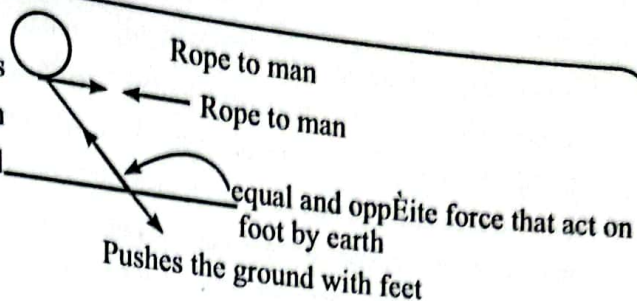 Rope to man
Rope to man
equal and oppÈite force that act on
foot by earth
Pushes the ground with feet